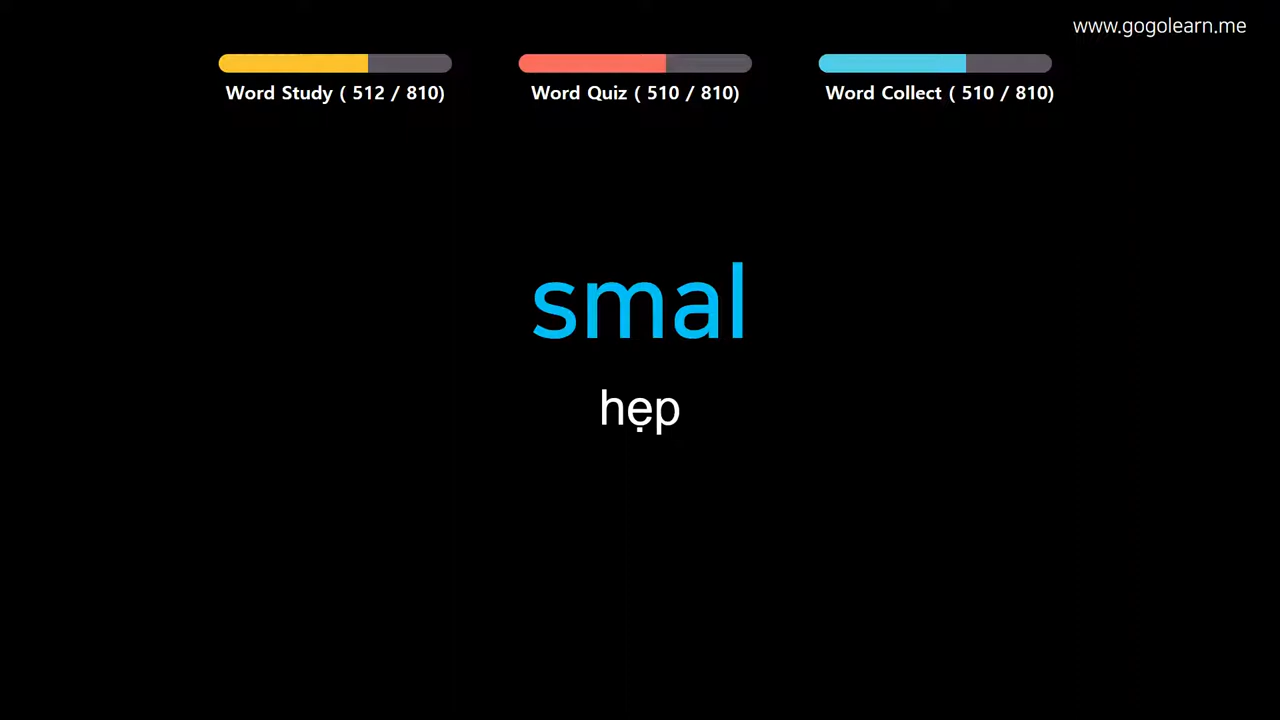 www.gogolearn.me
Word Study ( 512 / 810)
Word Quiz ( 510 / 810)
Word Collect ( 510 / 810)
smal
hẹp